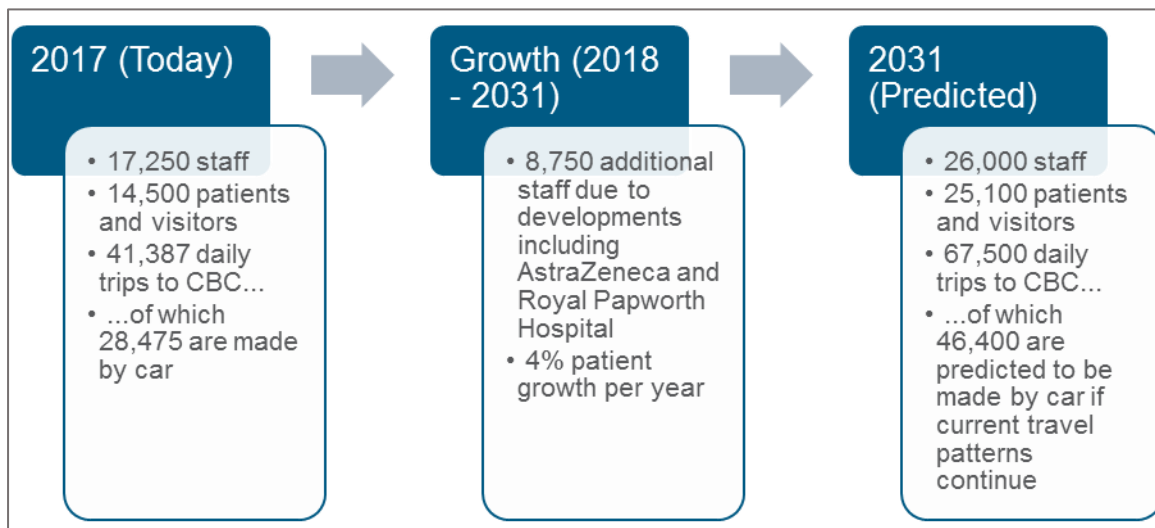 2017 (Today)
• 17,250 staff
• 14,500 patients
and visitors
• 41,387 daily
trips to CBC...
• ...of which
28,475 are made
by car
Growth (2018
- 2031)
• 8,750 additional
staff due to
developments
including
AstraZeneca and
Royal Papworth
Hospital
• 4% patient
growth per year
2031
(Predicted)
• 26,000 staff
• 25,100 patients
and visitors
• 67,500 daily
trips to CBC...
• ...of which
46,400 are
predicted to be
made by car if
current travel
patterns
continue